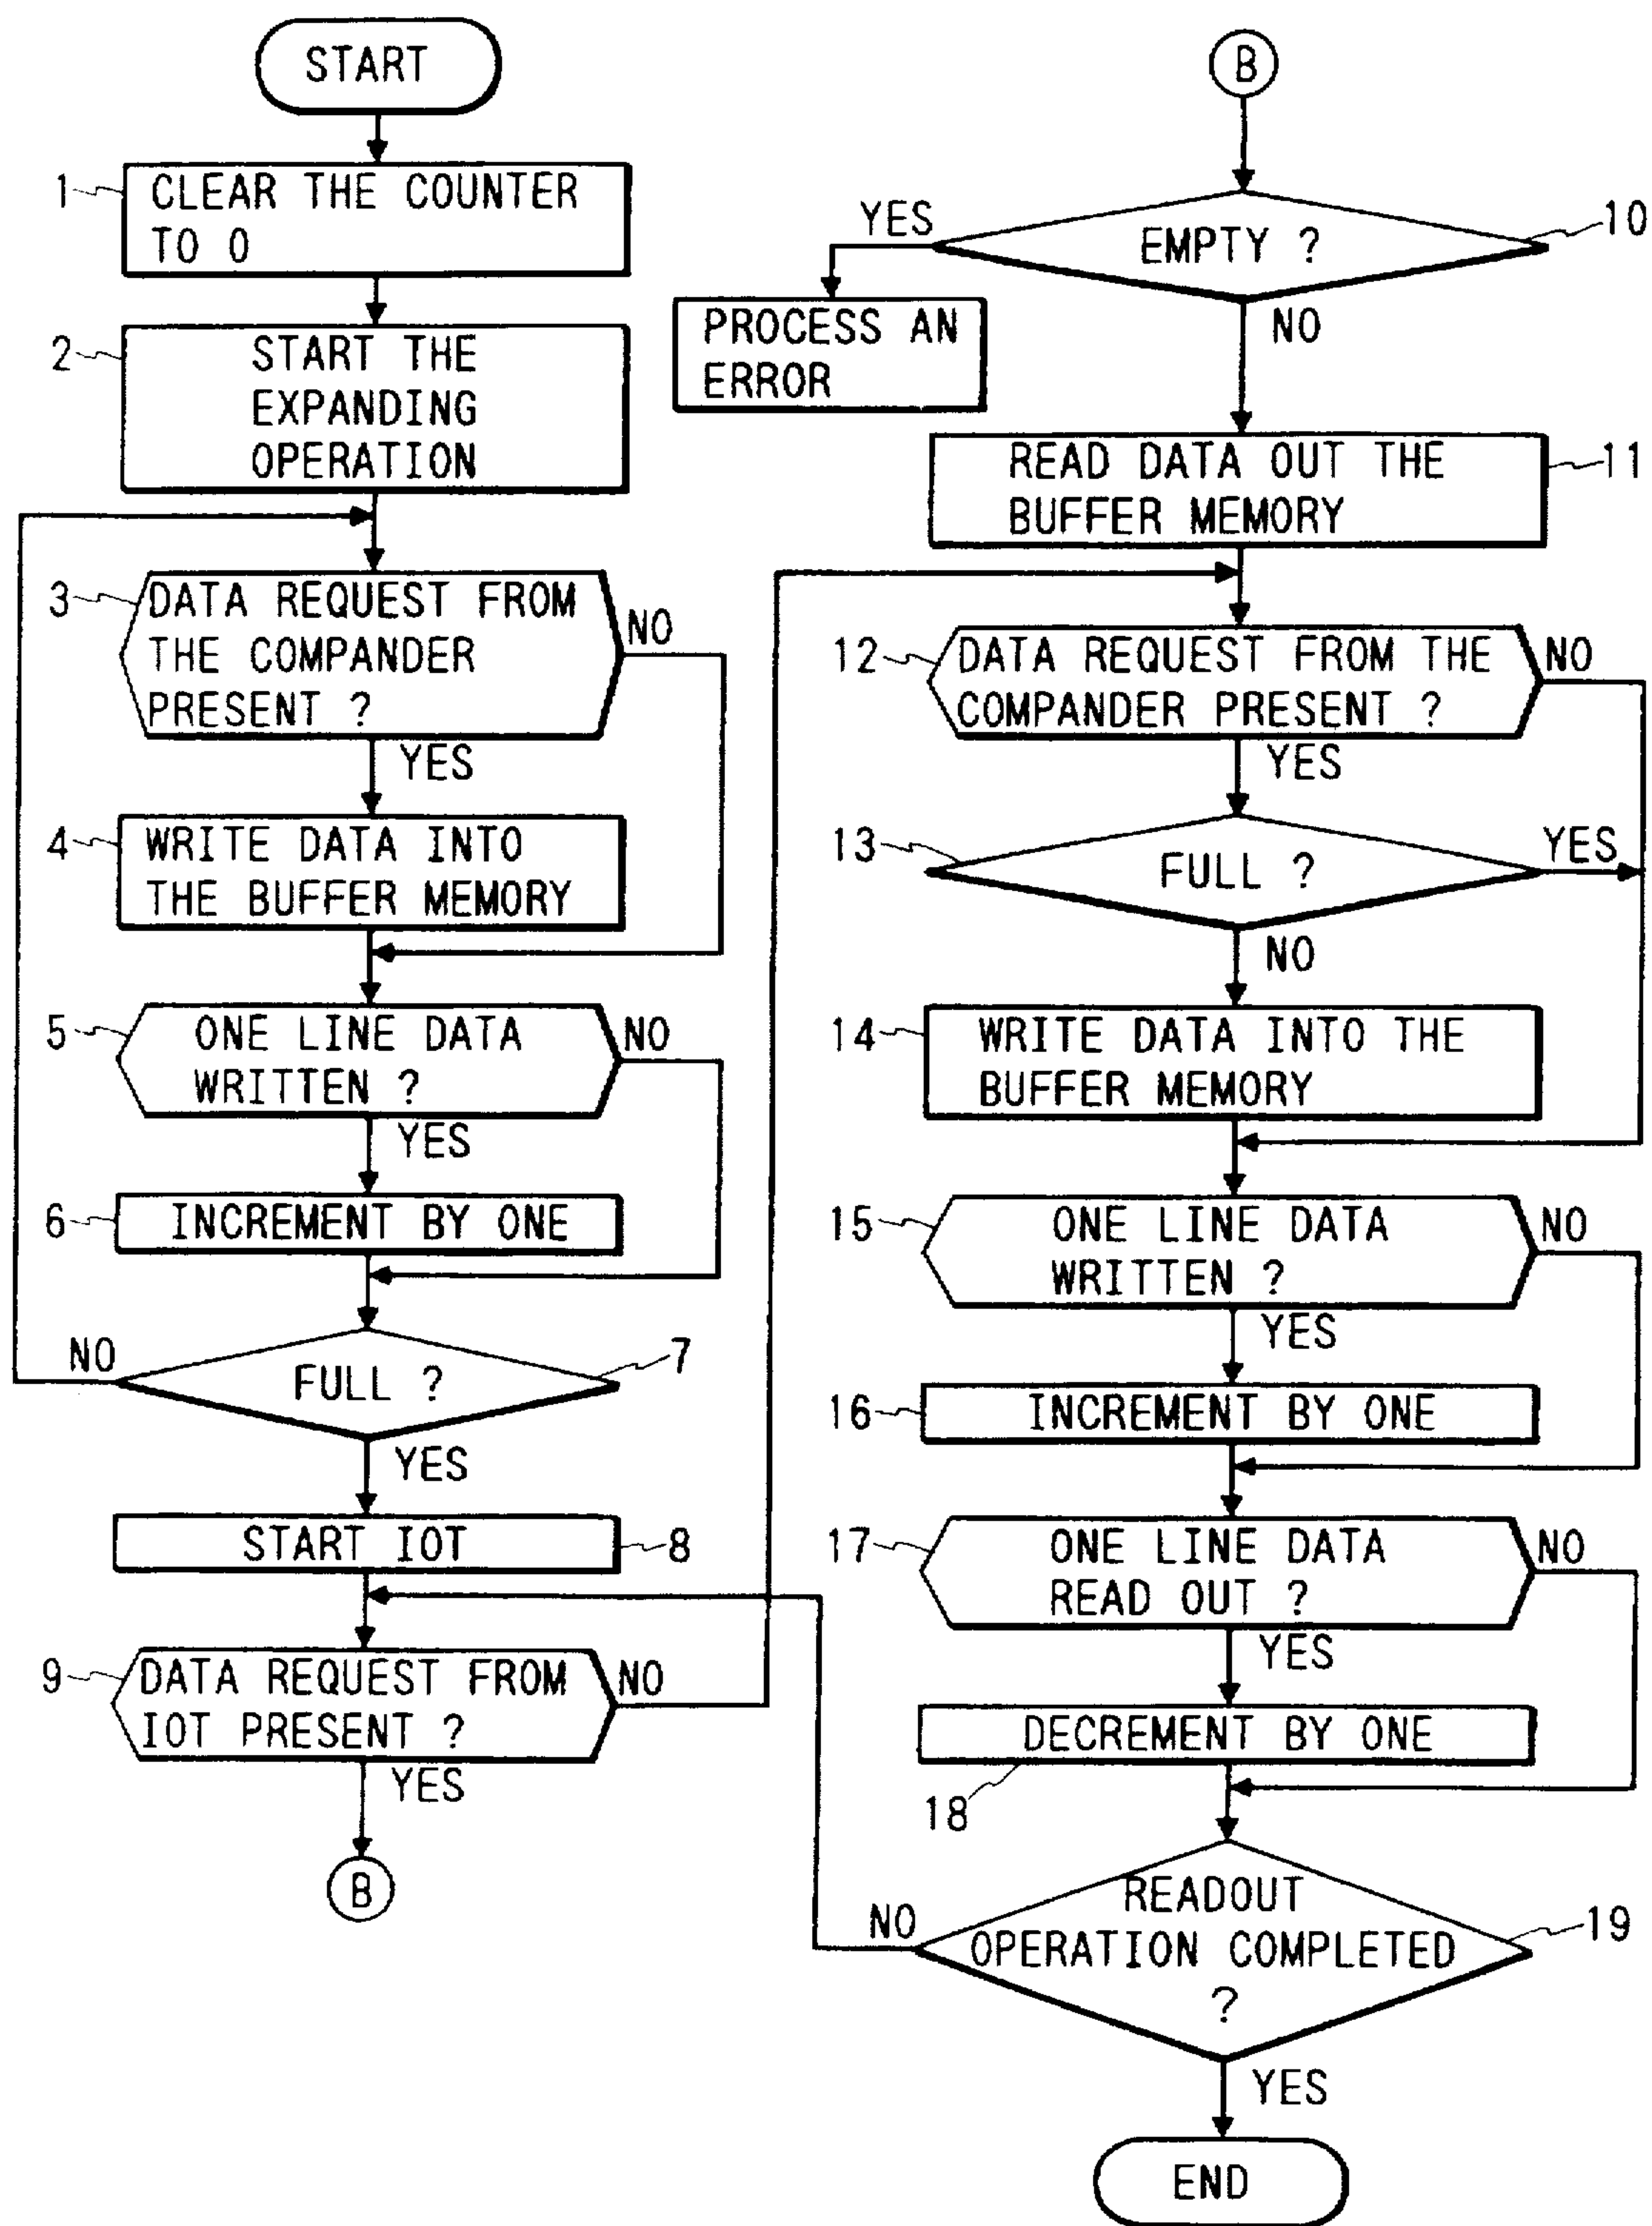 START
1
CLEAR THE COUNTER
TO 0
2
START THE
EXPANDING
OPERATION
3
DATA REQUEST FROM
THE COMPANDER
PRESENT ?
NO
YES
4
WRITE DATA INTO
THE BUFFER MEMORY
5
ONE LINE DATA
WRITTEN ?
NO
YES
6
INCREMENT BY ONE
NO
FULL ?
7
YES
START IOT
8
9
DATA REQUEST FROM
IOT PRESENT ?
NO
YES
B
B
YES
EMPTY ?
10
PROCESS AN
ERROR
NO
READ DATA OUT THE
BUFFER MEMORY
11
12
DATA REQUEST FROM THE
COMPANDER PRESENT ?
NO
YES
13
FULL ?
YES
NO
14
WRITE DATA INTO THE
BUFFER MEMORY
15
ONE LINE DATA
WRITTEN ?
NO
YES
16
INCREMENT BY ONE
17
ONE LINE DATA
READ OUT ?
NO
YES
DECREMENT BY ONE
18
NO
READOUT
OPERATION COMPLETED
?
19
YES
END